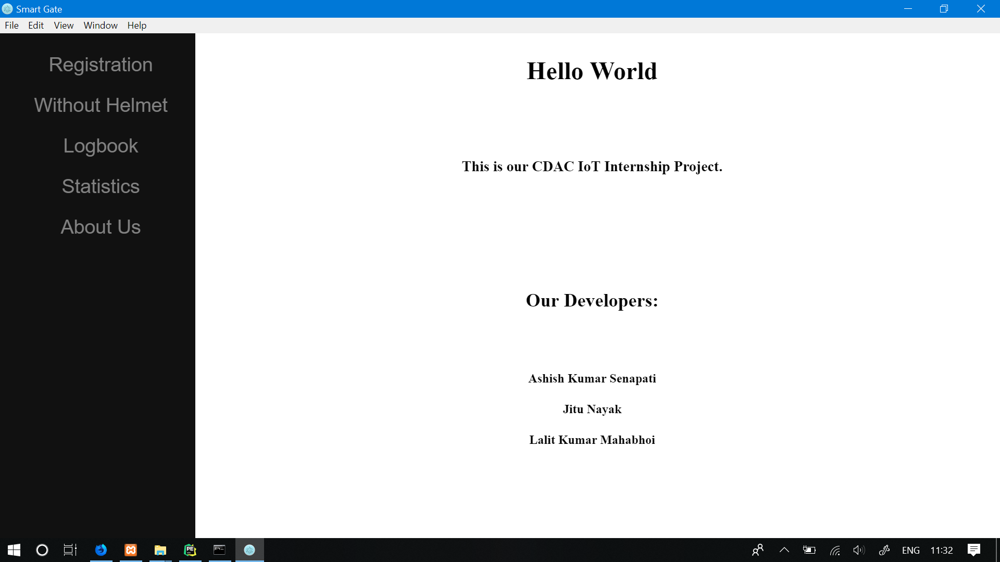 Smart Gate
File Edit View Window Help
Registration
Without Helmet
Logbook
Statistics
About Us
Hello World
This is our CDAC IoT Internship Project.
Our Developers:
Ashish Kumar Senapati
Jitu Nayak
Lalit Kumar Mahabhoi
PE
ENG 11:32